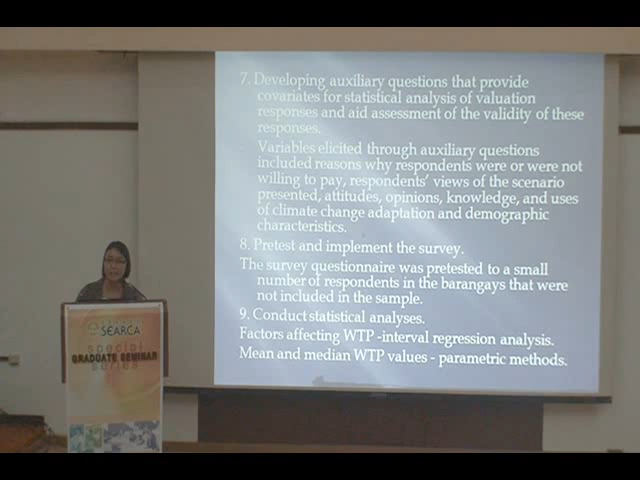 7. Developing auxiliary questions that provide
covariates for statistical analysis of valuation
responses and aid assessment of the validity of these
responses.
Variables elicited through auxiliary questions
included reasons why respondents were or were not
willing to pay, respondents' views of the scenario
presented, attitudes, opinions, knowledge, and uses
of climate change adaptation and demographic
characteristics.
8. Pretest and implement the survey.
The survey questionnaire was pretested to a small
number of respondents in the barangays that were
not included in the sample.
9. Conduct statistical analyses.
Factors affecting WTP -interval regression analysis.
Mean and median WTP values - parametric methods.
SEARCA
special
GRADUATE SEMINAR
series